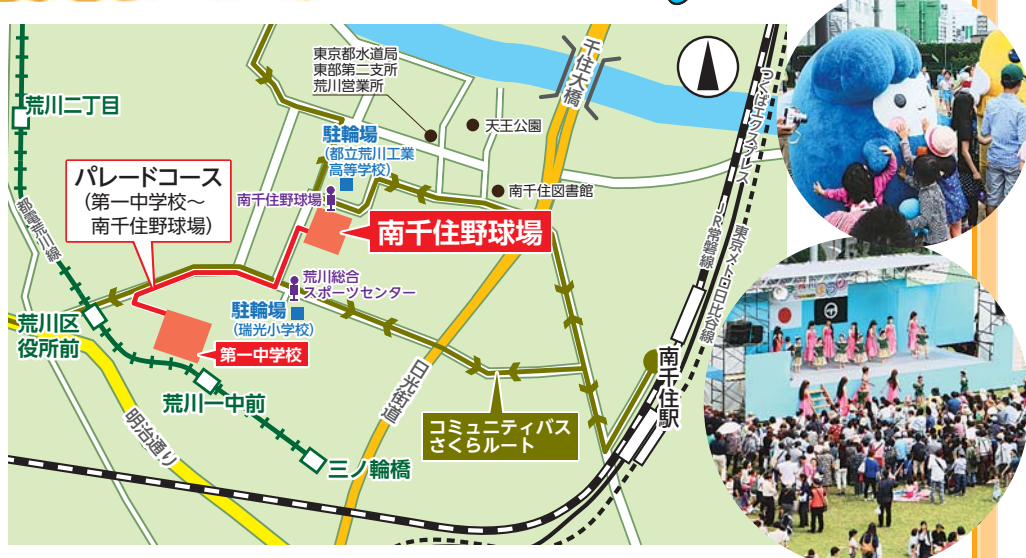 千住大橋
東京都水道局
東部第二支所
荒川営業所
天王公園
荒川二丁目
駐輪場
(都立荒川工業
高等学校)
つくばエクスプレス
パレードコース
(第一中学校～
南千住野球場)
南千住野球場
南千住図書館
都電荒川線
南千住野球場
JR常磐線
東京メトロ日比谷線
荒川総合
スポーツセンター
駐輪場
(瑞光小学校)
荒川区
役所前
第一中学校
南千住駅
荒川一中前
日光街道
明治通り
コミュニティバス
さくらルート
三ノ輪橋